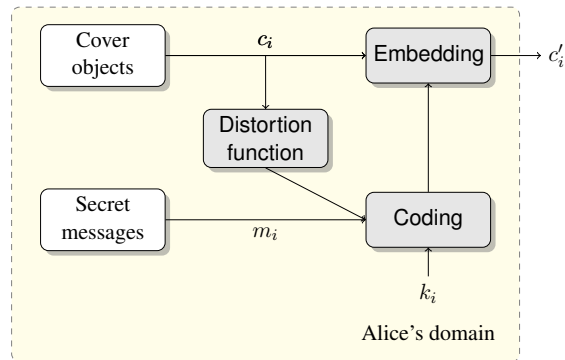 Cover
objects
c_i
Embedding
c'_i
Distortion
function
Secret
messages
m_i
Coding
k_i
Alice's domain